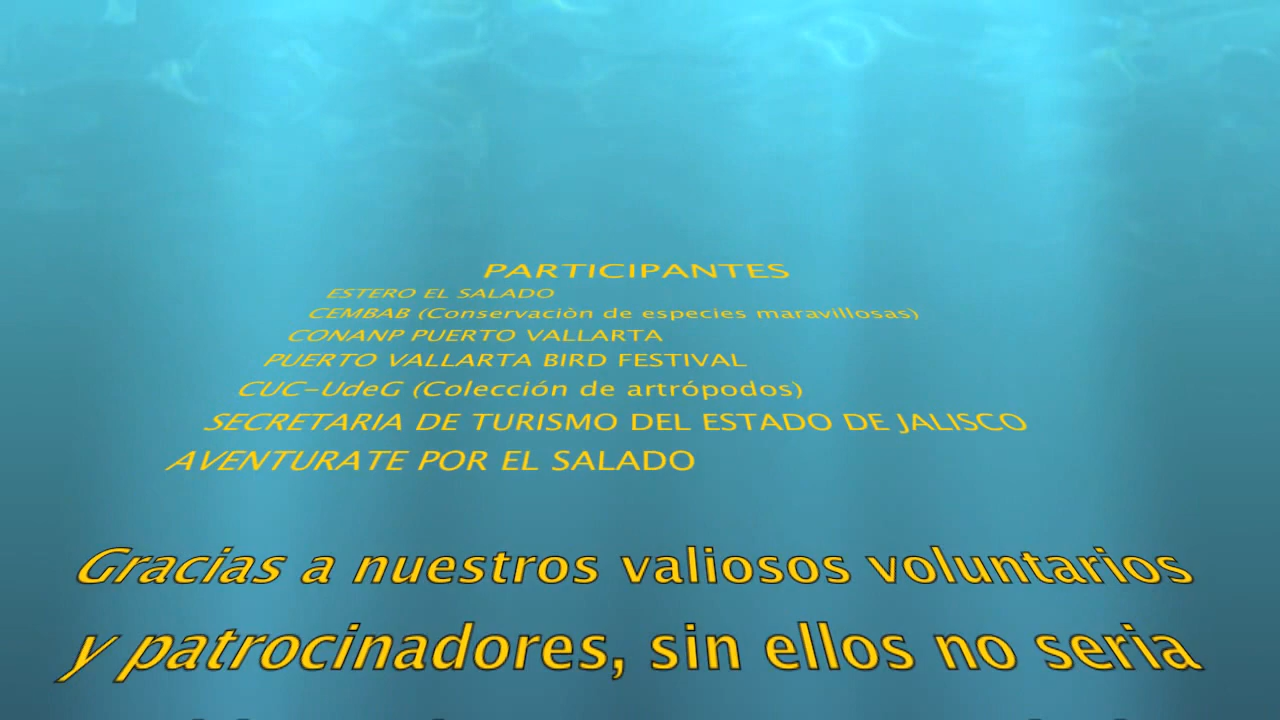 PARTICIPANTES
ESTERO EL SALADO
CEMBAB (Conservaciòn de especies maravillosas)
CONANP PUERTO VALLARTA
PUERTO VALLARTA BIRD FESTIVAL
CUC-UdeG (Colección de artrópodos)
SECRETARIA DE TURISMO DEL ESTADO DE JALISCO
AVENTURATE POR EL SALADO
Gracias a nuestros valiosos voluntarios
y patrocinadores, sin ellos no seria